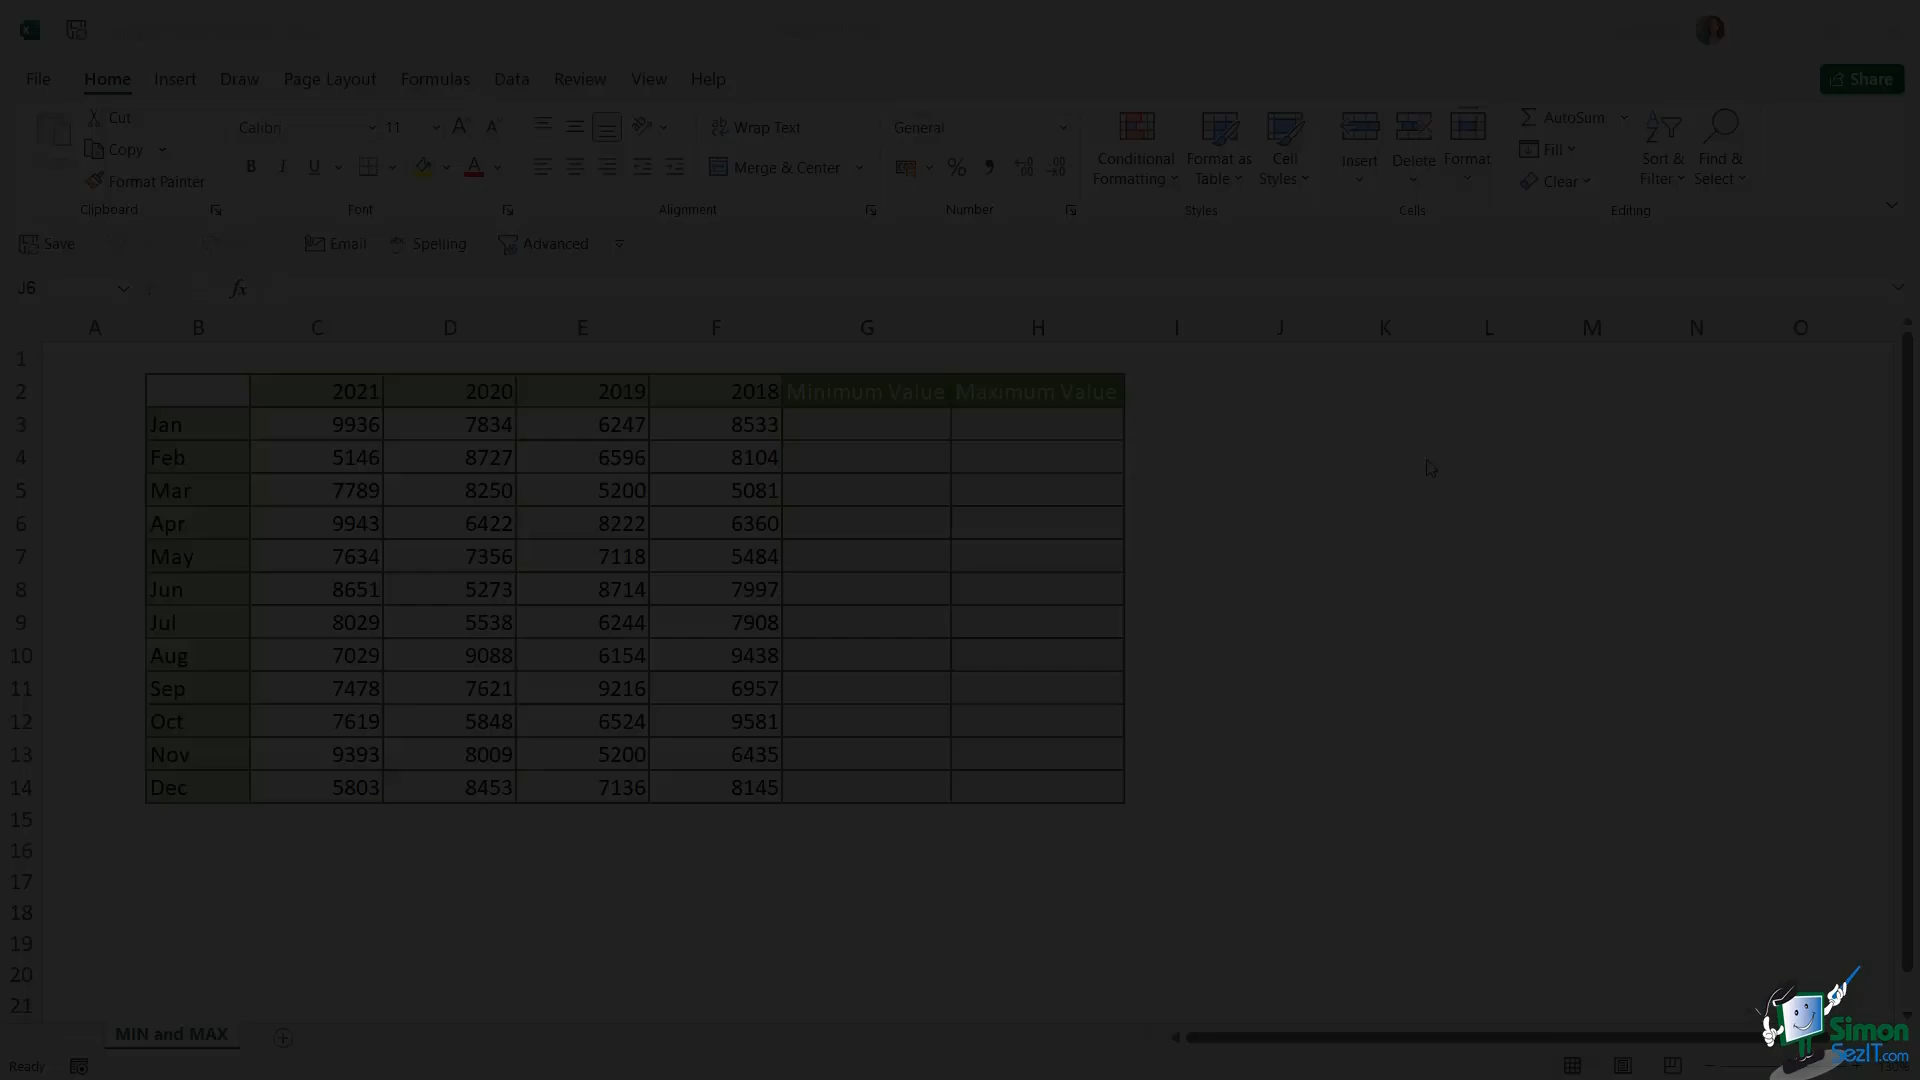 File Home Insert Draw Page Layout Formulas Data Review View Help Share
Cut
Copy
Format Painter
Clipboard
Calibri 11
B I U A
Font
Wrap Text
Merge & Center
Alignment
General
Number
Conditional Formatting
Format as Table
Cell Styles
Styles
Insert Delete Format
Cells
AutoSum
Fill
Clear
Sort & Filter
Find & Select
Editing
Save Email Spelling Advanced
J6 fx
A B C D E F G H I J K L M N O
1
2 2021 2020 2019 2018 Minimum Value Maximum Value
3 Jan 9936 7834 6247 8533
4 Feb 5146 8727 6596 8104
5 Mar 7789 8250 5200 5081
6 Apr 9943 6422 8222 6360
7 May 7634 7356 7118 5484
8 Jun 8651 5273 8714 7997
9 Jul 8029 5538 6244 7908
10 Aug 7029 9088 6154 9438
11 Sep 7478 7621 9216 6957
12 Oct 7619 5848 6524 9581
13 Nov 9393 8009 5200 6435
14 Dec 5803 8453 7136 8145
15
16
17
18
19
20
21
MIN and MAX
Ready
Simon
SezIT.com